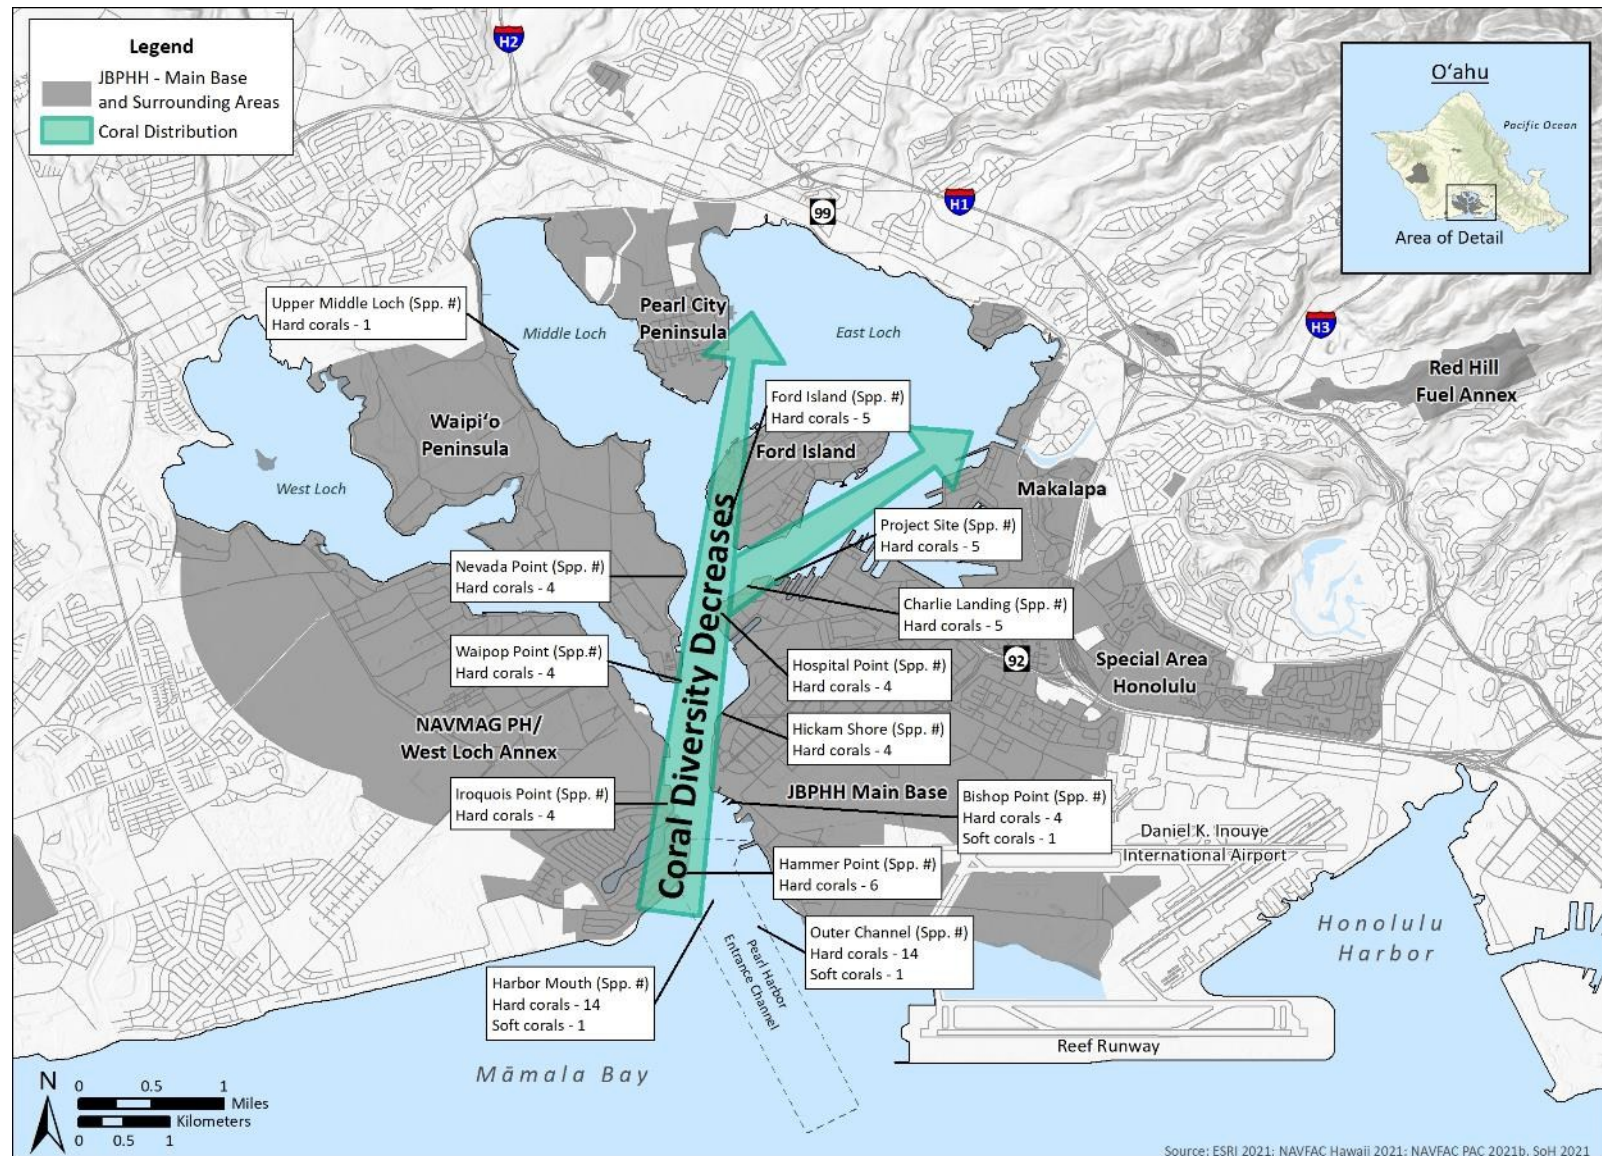 Legend
JBPHH - Main Base
and Surrounding Areas
Coral Distribution
H2
O‘ahu
Pacific Ocean
Area of Detail
99
H1
H3
Upper Middle Loch (Spp. #)
Hard corals - 1
Middle Loch
Pearl City
Peninsula
East Loch
Red Hill
Fuel Annex
Ford Island (Spp. #)
Hard corals - 5
Waipi‘o
Peninsula
Ford Island
West Loch
Makalapa
Project Site (Spp. #)
Hard corals - 5
Nevada Point (Spp. #)
Hard corals - 4
Charlie Landing (Spp. #)
Hard corals - 5
Coral Diversity Decreases
Waipop Point (Spp.#)
Hard corals - 4
Hospital Point (Spp. #)
Hard corals - 4
92
Special Area
Honolulu
NAVMAG PH/
West Loch Annex
Hickam Shore (Spp. #)
Hard corals - 4
Iroquois Point (Spp. #)
Hard corals - 4
JBPHH Main Base
Bishop Point (Spp. #)
Hard corals - 4
Soft corals - 1
Daniel K. Inouye
International Airport
Hammer Point (Spp. #)
Hard corals - 6
Outer Channel (Spp. #)
Hard corals - 14
Soft corals - 1
Pearl Harbor
Entrance Channel
Honolulu
Harbor
Harbor Mouth (Spp. #)
Hard corals - 14
Soft corals - 1
Reef Runway
Māmala Bay
N
0 0.5 1
Miles
Kilometers
0 0.5 1
Source: ESRI 2021; NAVFAC Hawaii 2021; NAVFAC PAC 2021b, SoH 2021